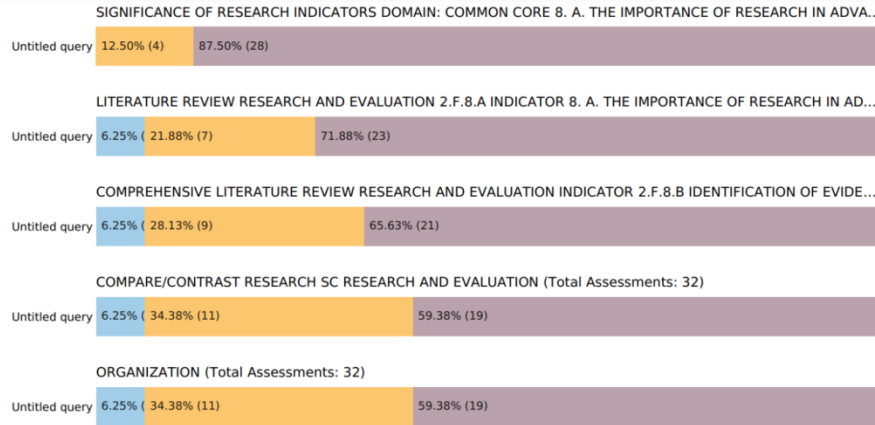 SIGNIFICANCE OF RESEARCH INDICATORS DOMAIN: COMMON CORE 8. A. THE IMPORTANCE OF RESEARCH IN ADVA...
Untitled query 12.50% (4) 87.50% (28)
LITERATURE REVIEW RESEARCH AND EVALUATION 2.F.8.A INDICATOR 8. A. THE IMPORTANCE OF RESEARCH IN AD...
Untitled query 6.25% ( 21.88% (7) 71.88% (23)
COMPREHENSIVE LITERATURE REVIEW RESEARCH AND EVALUATION INDICATOR 2.F.8.B IDENTIFICATION OF EVIDE...
Untitled query 6.25% ( 28.13% (9) 65.63% (21)
COMPARE/CONTRAST RESEARCH SC RESEARCH AND EVALUATION (Total Assessments: 32)
Untitled query 6.25% ( 34.38% (11) 59.38% (19)
ORGANIZATION (Total Assessments: 32)
Untitled query 6.25% ( 34.38% (11) 59.38% (19)